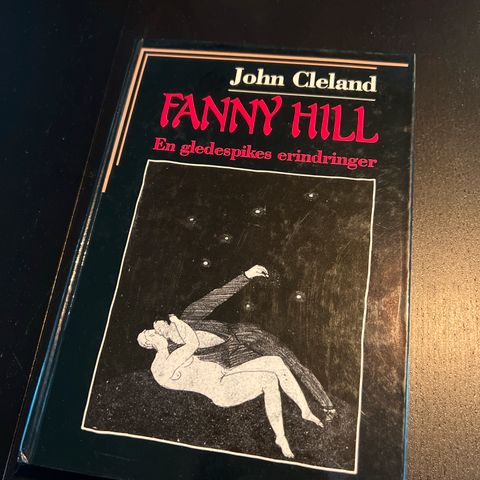 John Cleland
FANNY HILL
En gledespikes erindringer